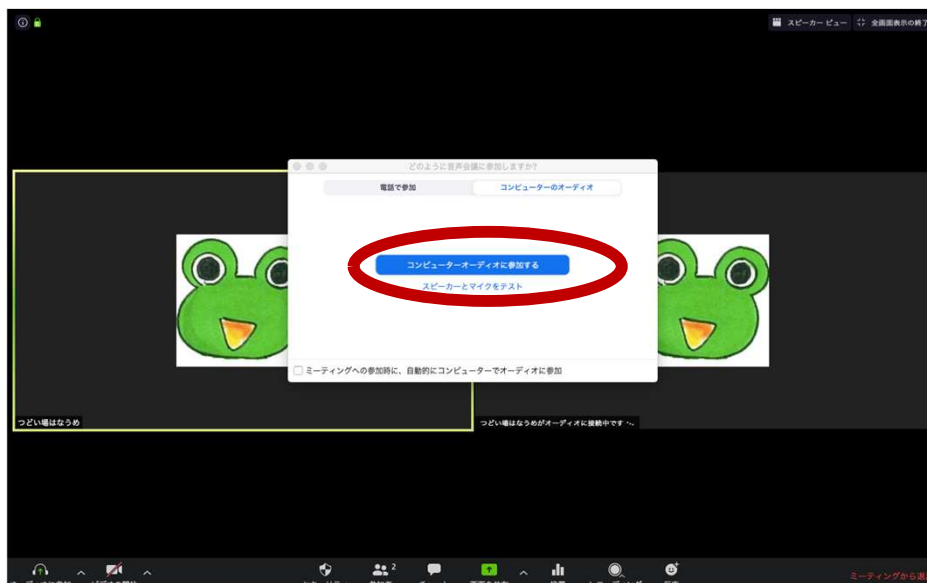 スピーカー ビュー
全画面表示の終了
どのように音声会議に参加しますか?
電話で参加
コンピューターのオーディオ
コンピューターオーディオに参加する
スピーカーとマイクをテスト
ミーティングへの参加時に、自動的にコンピューターでオーディオに参加
つどい場はなうめ
つどい場はなうめがオーディオに接続中です
2
ミーティングから退